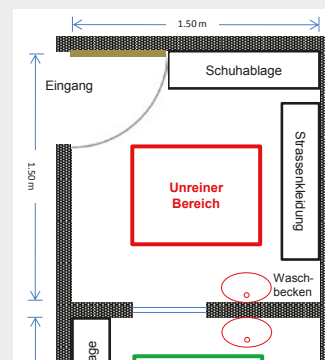 1.50 m
Schuhablage
Eingang
Strassenkleidung
1.50 m
Unreiner
Bereich
Wasch-
becken